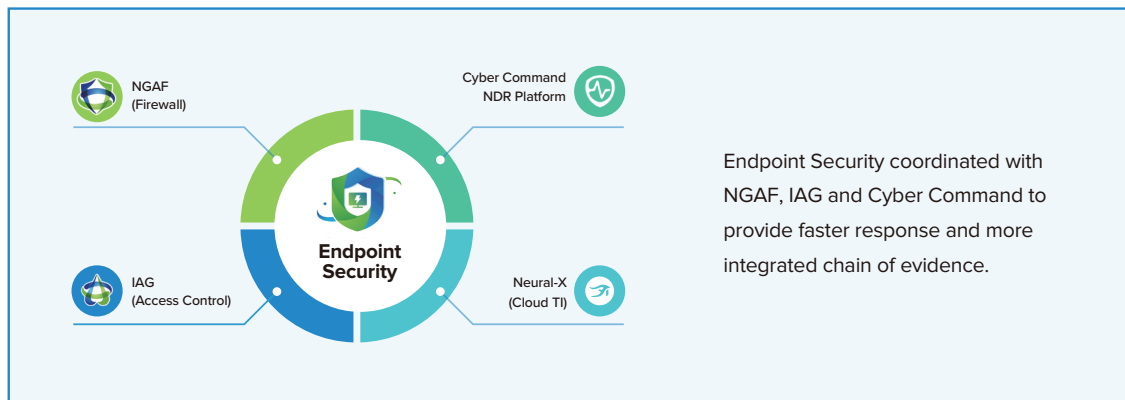 NGAF
(Firewall)
Cyber Command
NDR Platform
Endpoint
Security
IAG
(Access Control)
Neural-X
(Cloud TI)
Endpoint Security coordinated with
NGAF, IAG and Cyber Command to
provide faster response and more
integrated chain of evidence.